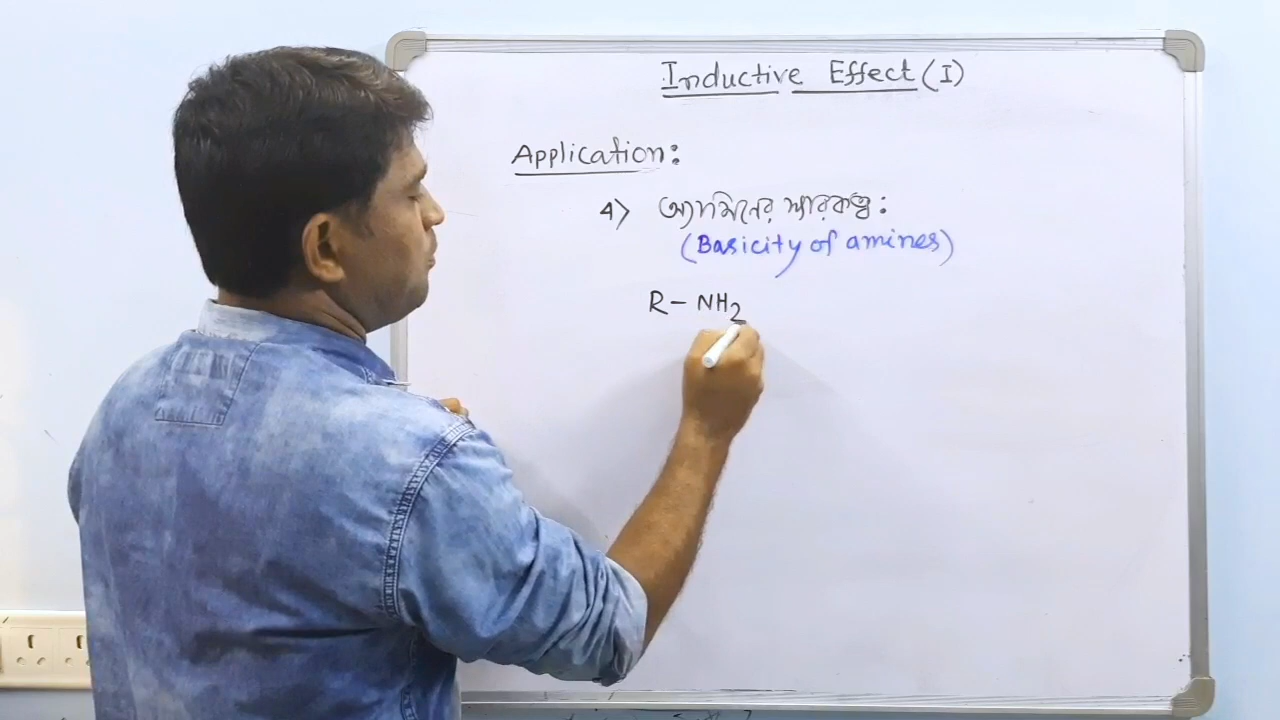 Inductive Effect (I)
Application:
4) অ্যামিনের ক্ষারকত্ব:
(Basicity of amines)
R - NH2